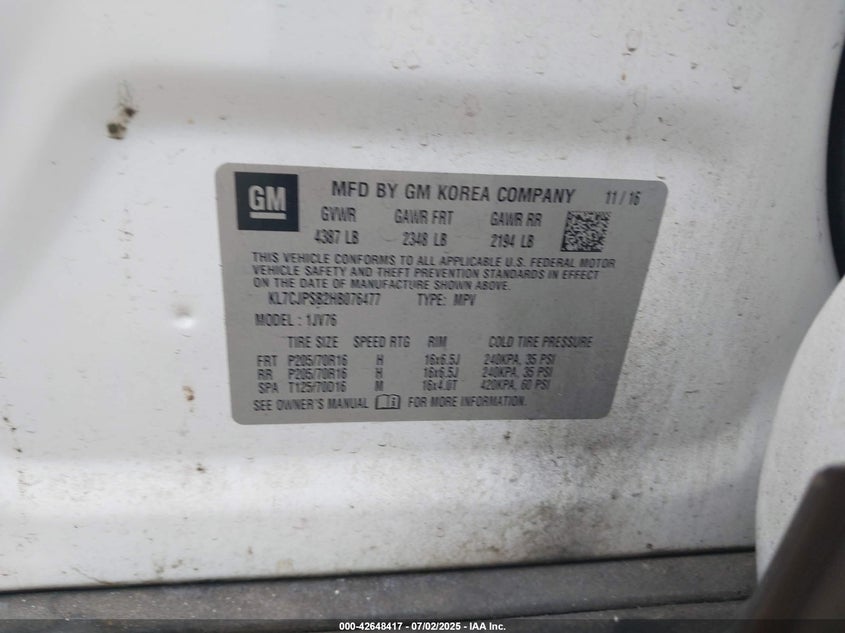 GM
MFD BY GM KOREA COMPANY 11/16
GVWR GAWR FRT GAWR RR
4387 LB 2348 LB 2194 LB
THIS VEHICLE CONFORMS TO ALL APPLICABLE U.S. FEDERAL MOTOR
VEHICLE SAFETY AND THEFT PREVENTION STANDARDS IN EFFECT
ON THE DATE OF MANUFACTURE SHOWN ABOVE.
KL7CJPSB2HB076477 TYPE: MPV
MODEL: 1JV76
TIRE SIZE SPEED RTG RIM COLD TIRE PRESSURE
FRT P205/70R16 H 16x6.5J 240KPA, 35 PSI
RR P205/70R16 H 16x6.5J 240KPA, 35 PSI
SPA T125/70D16 M 16x4.0T 420KPA, 60 PSI
SEE OWNER'S MANUAL FOR MORE INFORMATION.
000-42648417 - 07/02/2025 - IAA Inc.